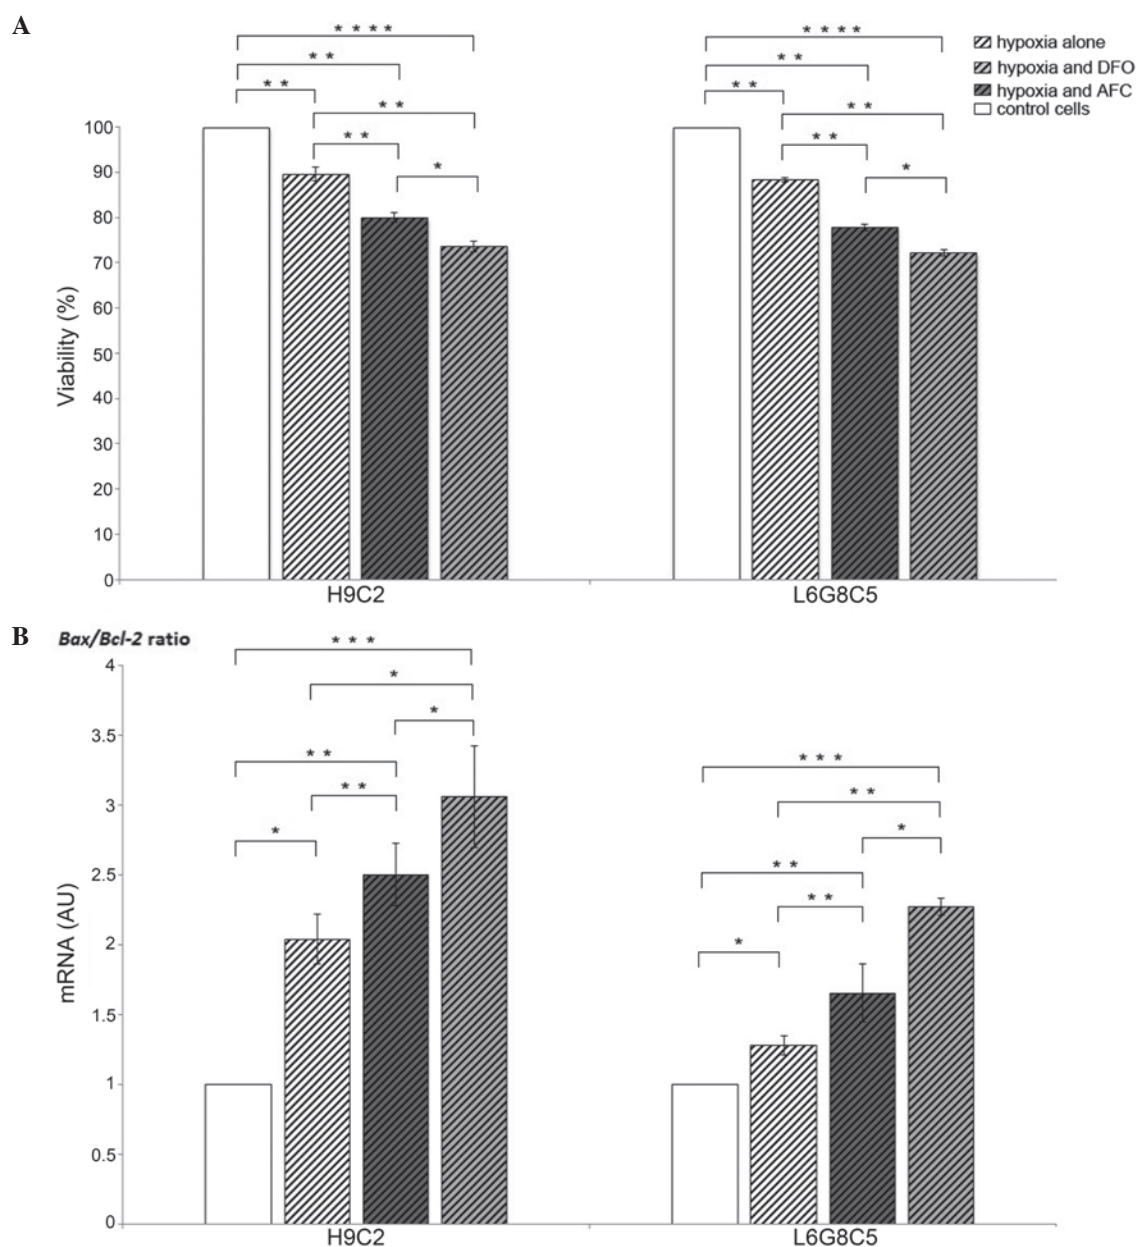 A
* * * *
* *
* *
* *
* *
*
* * * *
* *
* *
* *
* *
*
hypoxia alone
hypoxia and DFO
hypoxia and AFC
control cells
Viability (%)
100
90
80
70
60
50
40
30
20
10
0
H9C2
L6G8C5
B
Bax/Bcl-2 ratio
* * *
*
*
* *
* *
*
* * *
* *
*
* *
* *
*
mRNA (AU)
4
3.5
3
2.5
2
1.5
1
0.5
0
H9C2
L6G8C5